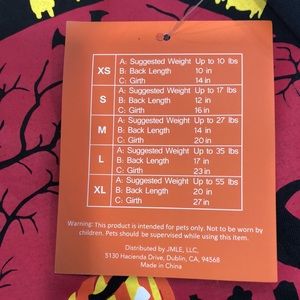 XS
A: Suggested Weight Up to 10 lbs
B: Back Length 10 in
C: Girth 14 in
S
A: Suggested Weight Up to 17 lbs
B: Back Length 12 in
C: Girth 16 in
M
A: Suggested Weight Up to 27 lbs
B: Back Length 14 in
C: Girth 20 in
L
A: Suggested Weight Up to 35 lbs
B: Back Length 17 in
C: Girth 23 in
XL
A: Suggested Weight Up to 55 lbs
B: Back Length 20 in
C: Girth 27 in
Warning: This product is intended for pets only. Not to be worn by
children. Pets should be supervised while using this item.
Distributed by JMLE, LLC.
5130 Hacienda Drive, Dublin, CA, 94568
Made in China